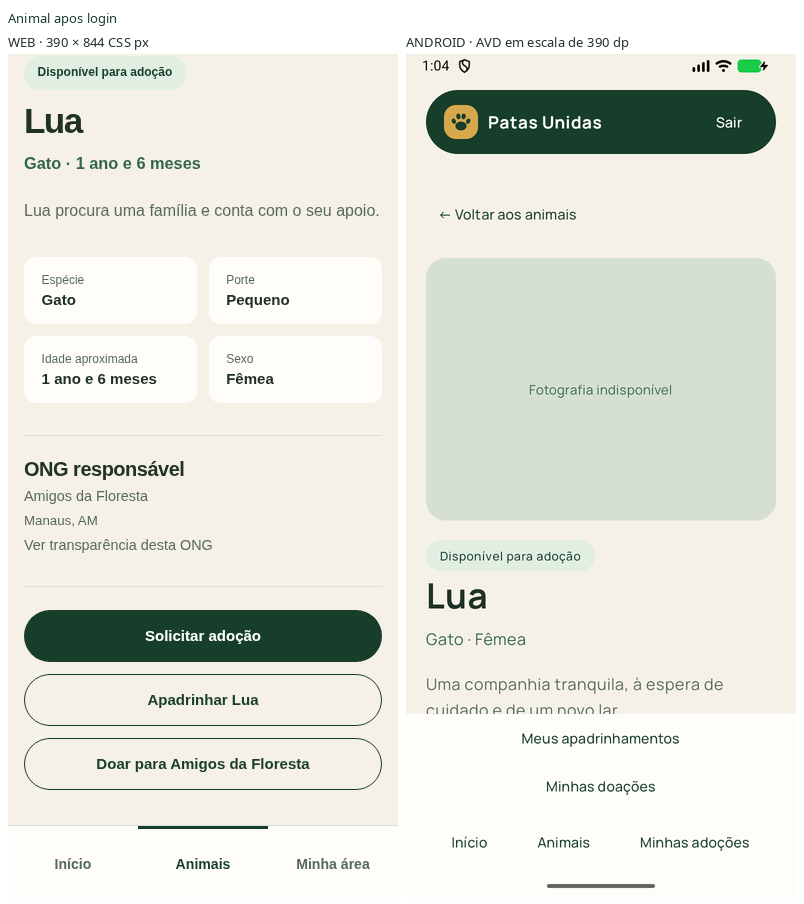 Animal apos login
WEB · 390 × 844 CSS px
Disponível para adoção
Lua
Gato · 1 ano e 6 meses
Lua procura uma família e conta com o seu apoio.
Espécie
Gato
Porte
Pequeno
Idade aproximada
1 ano e 6 meses
Sexo
Fêmea
ONG responsável
Amigos da Floresta
Manaus, AM
Ver transparência desta ONG
Solicitar adoção
Apadrinhar Lua
Doar para Amigos da Floresta
Início
Animais
Minha área
ANDROID · AVD em escala de 390 dp
1:04
Patas Unidas
Sair
← Voltar aos animais
Fotografia indisponível
Disponível para adoção
Lua
Gato · Fêmea
Uma companhia tranquila, à espera de
cuidado e de um novo lar
Meus apadrinhamentos
Minhas doações
Início
Animais
Minhas adoções